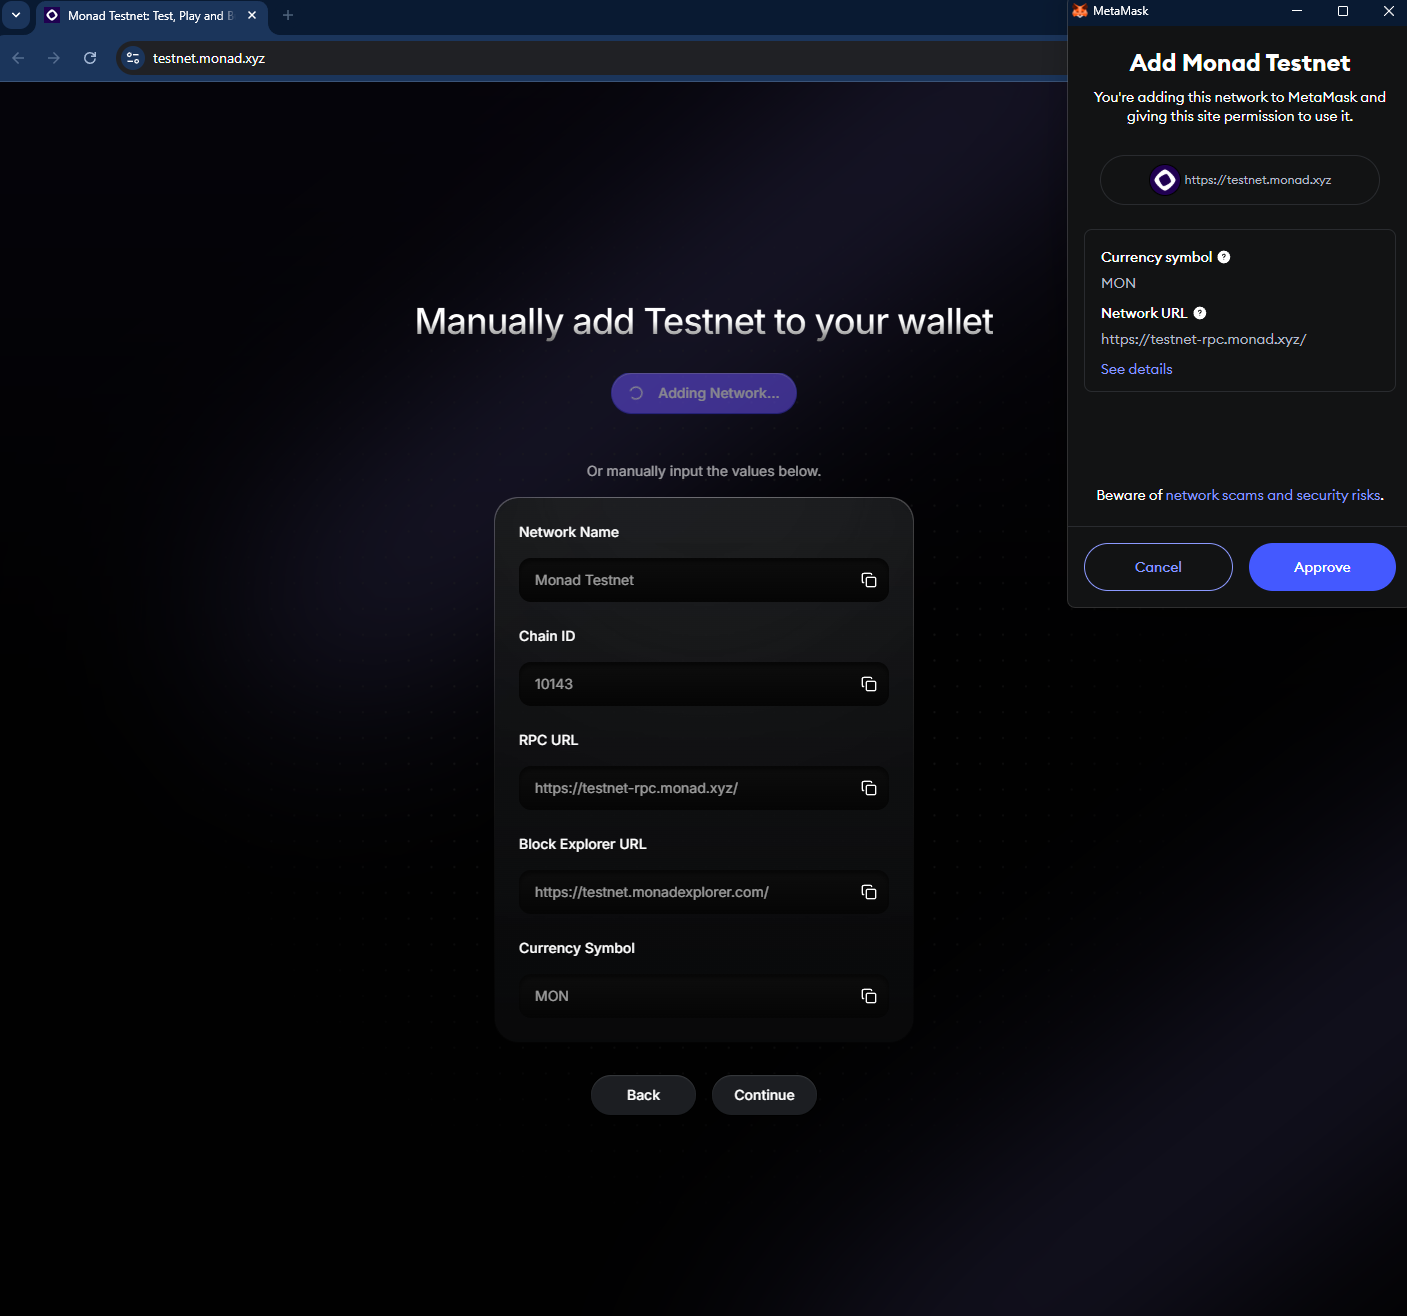 Monad Testnet: Test, Play and B
testnet.monad.xyz
MetaMask
Add Monad Testnet
You're adding this network to MetaMask and
giving this site permission to use it.
https://testnet.monad.xyz
Currency symbol
MON
Network URL
https://testnet-rpc.monad.xyz/
See details
Beware of network scams and security risks.
Cancel
Approve
Manually add Testnet to your wallet
Adding Network...
Or manually input the values below.
Network Name
Monad Testnet
Chain ID
10143
RPC URL
https://testnet-rpc.monad.xyz/
Block Explorer URL
https://testnet.monadexplorer.com/
Currency Symbol
MON
Back
Continue